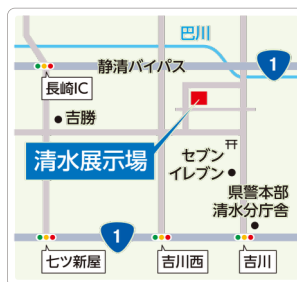 巴川
静清バイパス
1
長崎IC
吉勝
清水展示場
セブン
イレブン
県警本部
清水分庁舎
1
七ツ新屋
吉川西
吉川